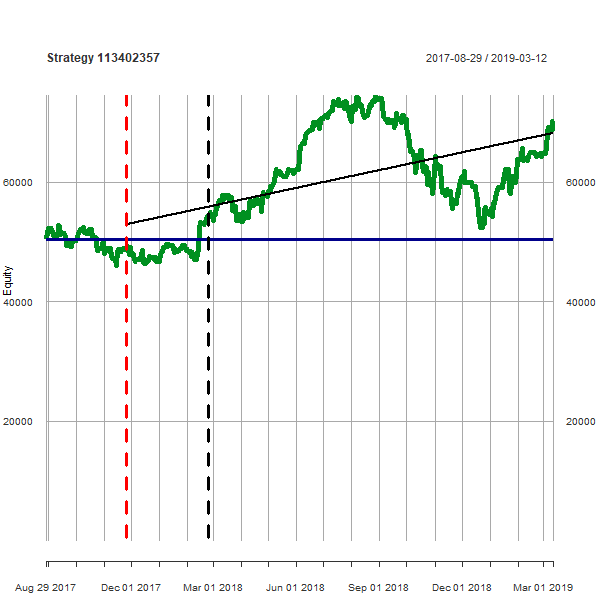 Strategy 113402357 2017-08-29 / 2019-03-12
60000 60000
Equity
40000 40000
20000 20000
Aug 29 2017 Dec 01 2017 Mar 01 2018 Jun 01 2018 Sep 01 2018 Dec 01 2018 Mar 01 2019